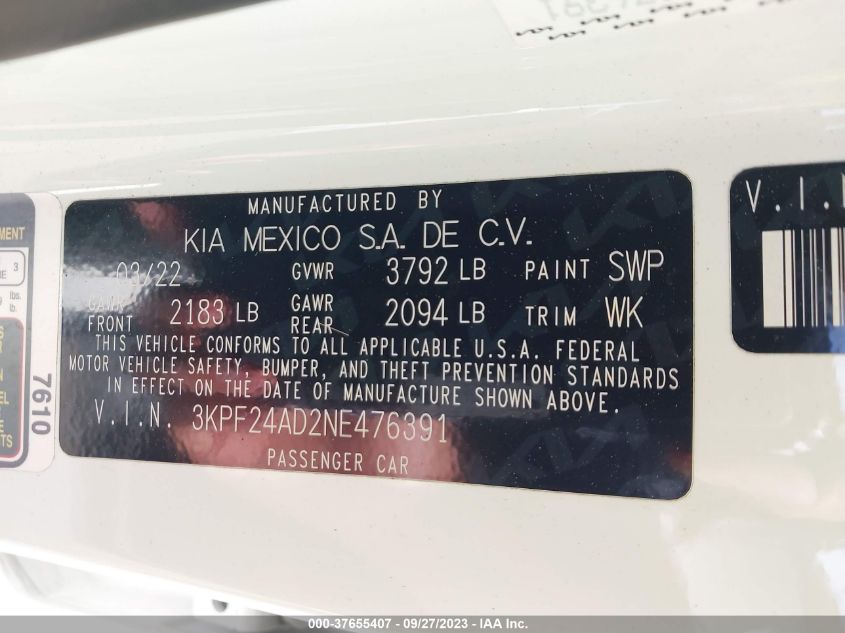 MANUFACTURED BY
KIA MEXICO S.A. DE C.V.
03/22 GVWR 3792 LB PAINT SWP
GAWR FRONT 2183 LB GAWR REAR 2094 LB TRIM WK
THIS VEHICLE CONFORMS TO ALL APPLICABLE U.S.A. FEDERAL
MOTOR VEHICLE SAFETY, BUMPER, AND THEFT PREVENTION STANDARDS
IN EFFECT ON THE DATE OF MANUFACTURE SHOWN ABOVE.
V.I.N. 3KPF24AD2NE476391
PASSENGER CAR
V.I.N
7610
3
lbs.
lb.
000-37655407 - 09/27/2023 - IAA Inc.